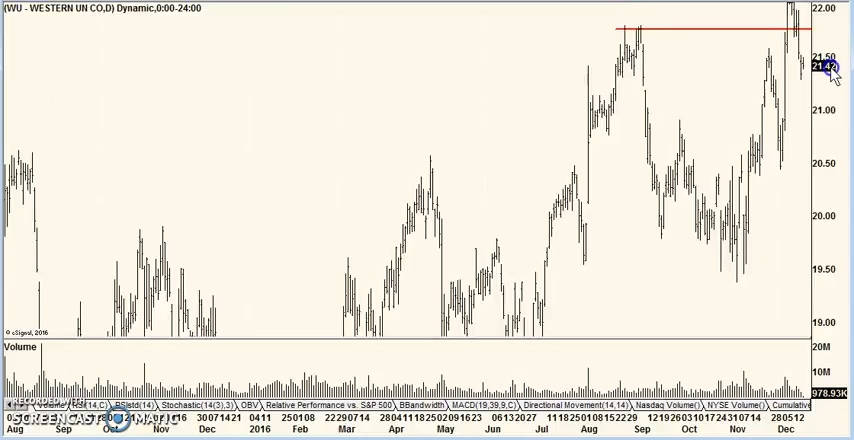 (WU - WESTERN UN CO,D) Dynamic,0:00-24:00
22.00
21.50
21.42
21.00
20.50
20.00
19.50
19.00
© eSignal, 2016
Volume
20M
10M
978.93K
RECORDED WITH
SCREENCAST MATIC
Stochastic(14,3) OBV Relative Performance vs. S&P 500 BBandwidth MACD(19,39,9,C) Directional Movement(14,14) Nasdaq Volume() NYSE Volume() Cumulative
Aug Sep Oct Nov Dec 2016 Feb Mar Apr May Jun Jul Aug Sep Oct Nov Dec